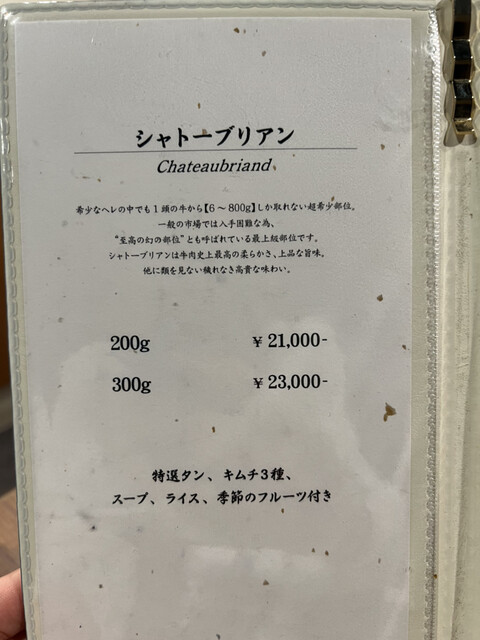 シャトーブリアン
Chateaubriand
希少なヘレの中でも1頭の牛から【6～800g】しか取れない超希少部位。
一般の市場では入手困難な為、
“至高の幻の部位”とも呼ばれている最上級部位です。
シャトーブリアンは牛肉史上最高の柔らかさ、上品な旨味。
他に類を見ない穢れなき高貴な味わい。
200g ¥ 21,000-
300g ¥ 23,000-
特選タン、キムチ3種、
スープ、ライス、季節のフルーツ付き